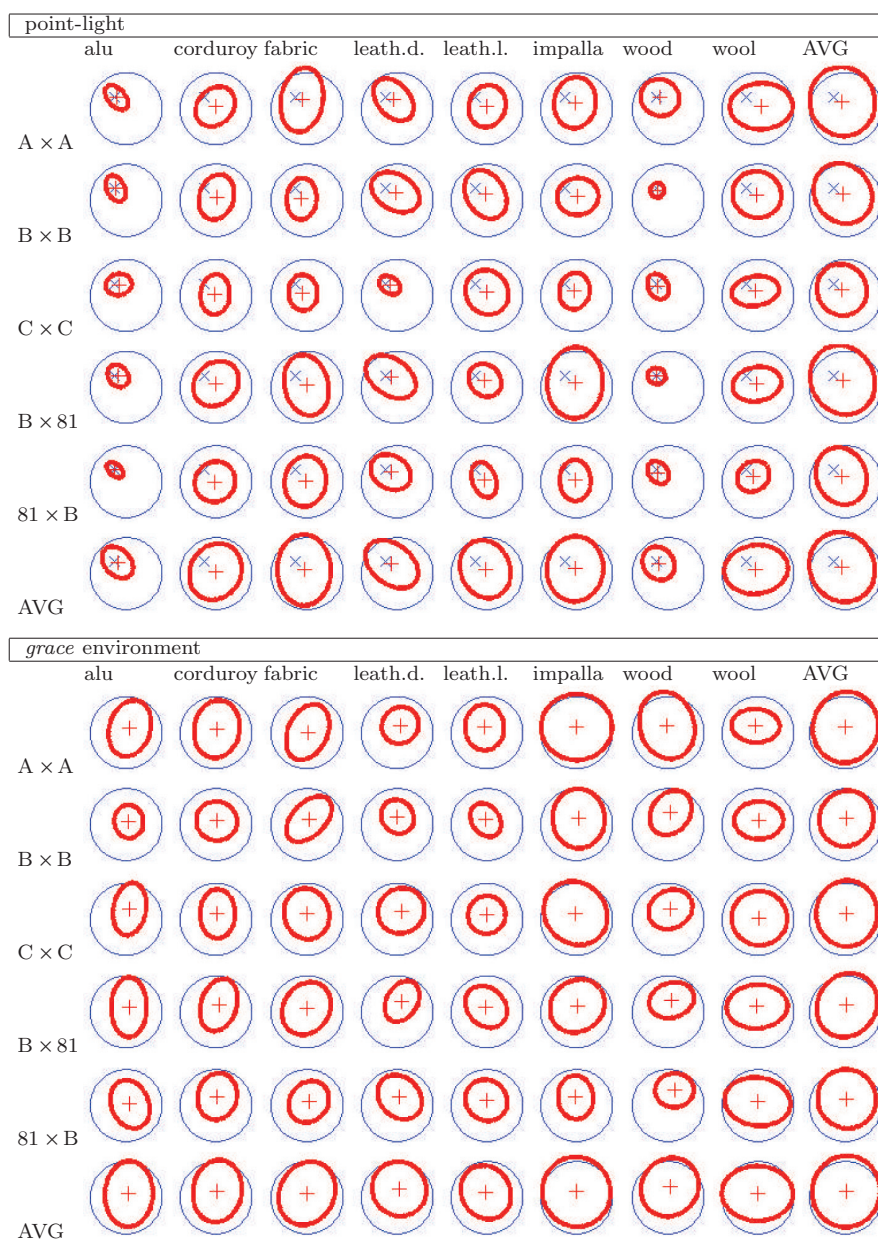 point-light
alu corduroy fabric leath.d. leath.l. impalla wood wool AVG
A × A
B × B
C × C
B × 81
81 × B
AVG
grace environment
alu corduroy fabric leath.d. leath.l. impalla wood wool AVG
A × A
B × B
C × C
B × 81
81 × B
AVG